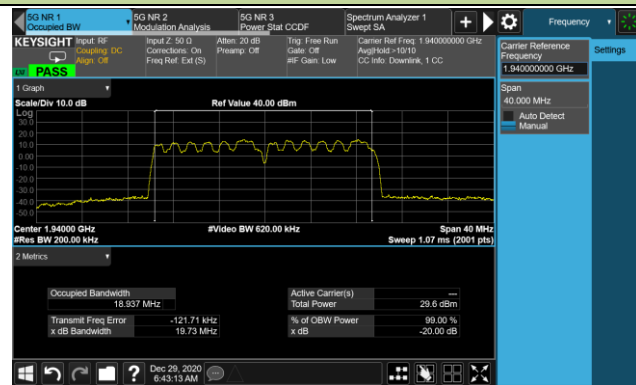 5G NR 1
Occupied BW
5G NR 2
Modulation Analysis
5G NR 3
Power Stat CCDF
Spectrum Analyzer 1
Swept SA
Frequency
KEYSIGHT
Input: RF
Coupling: DC
Align: Off
Input Z: 50 Ω
Corrections: On
Freq Ref: Ext (S)
Atten: 20 dB
Preamp: Off
Trig: Free Run
Gate: Off
#IF Gain: Low
Carrier Ref Freq: 1.940000000 GHz
Avg|Hold:>10/10
CC Info: Downlink, 1 CC
PASS
Carrier Reference
Frequency
1.940000000 GHz
Settings
Span
40.000 MHz
Auto Detect
Manual
1 Graph
Scale/Div 10.0 dB
Ref Value 40.00 dBm
Log
30.0
20.0
10.0
0.00
-10.0
-20.0
-30.0
-40.0
-50.0
Center 1.94000 GHz
#Video BW 620.00 kHz
Span 40 MHz
#Res BW 200.00 kHz
Sweep 1.07 ms (2001 pts)
2 Metrics
Occupied Bandwidth
18.937 MHz
Active Carrier(s)
---
Total Power
29.6 dBm
Transmit Freq Error
-121.71 kHz
% of OBW Power
99.00 %
x dB Bandwidth
19.73 MHz
x dB
-20.00 dB
?
Dec 29, 2020
6:43:13 AM